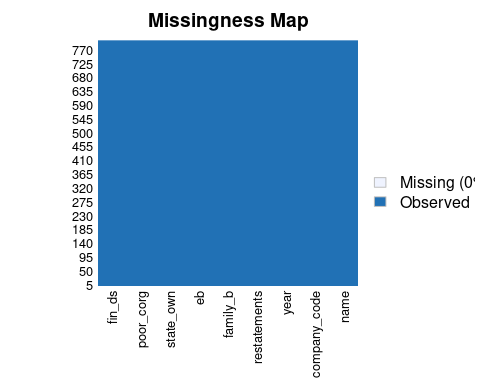 Missingness Map
770
725
680
635
590
545
500
455
410
365
320
275
230
185
140
95
50
5
Missing (0
Observed
fin_ds
poor_corg
state_own
eb
family_b
restatements
year
company_code
name